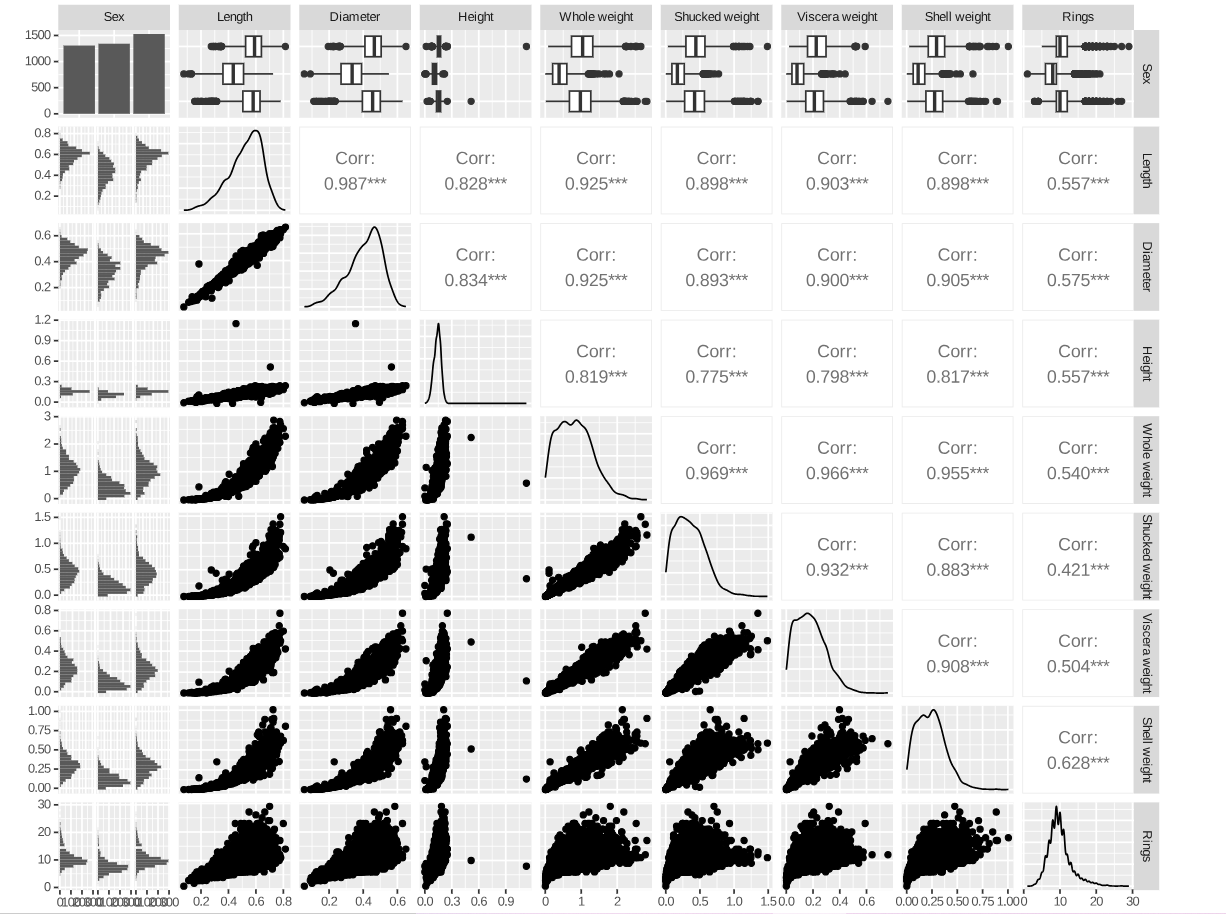 Sex Length Diameter Height Whole weight Shucked weight Viscera weight Shell weight Rings
1500
1000
500
0
Sex
0.8
0.6
0.4
0.2
Corr: Corr: Corr: Corr: Corr: Corr: Corr:
0.987*** 0.828*** 0.925*** 0.898*** 0.903*** 0.898*** 0.557***
Length
0.6
0.4
0.2
Corr: Corr: Corr: Corr: Corr: Corr:
0.834*** 0.925*** 0.893*** 0.900*** 0.905*** 0.575***
Diameter
1.2
0.9
0.6
0.3
0.0
Corr: Corr: Corr: Corr: Corr:
0.819*** 0.775*** 0.798*** 0.817*** 0.557***
Height
3
2
1
0
Corr: Corr: Corr: Corr:
0.969*** 0.966*** 0.955*** 0.540***
Whole weight
1.5
1.0
0.5
0.0
Corr: Corr: Corr:
0.932*** 0.883*** 0.421***
Shucked weight
0.8
0.6
0.4
0.2
0.0
Corr: Corr:
0.908*** 0.504***
Viscera weight
1.00
0.75
0.50
0.25
0.00
Corr:
0.628***
Shell weight
30
20
10
0
Rings
0.2 0.4 0.6 0.8 0.2 0.4 0.6 0.0 0.3 0.6 0.9 0 1 2 0.0 0.5 1.0 1.5 0.0 0.2 0.4 0.6 0.00 0.25 0.50 0.75 1.00 0 10 20 30